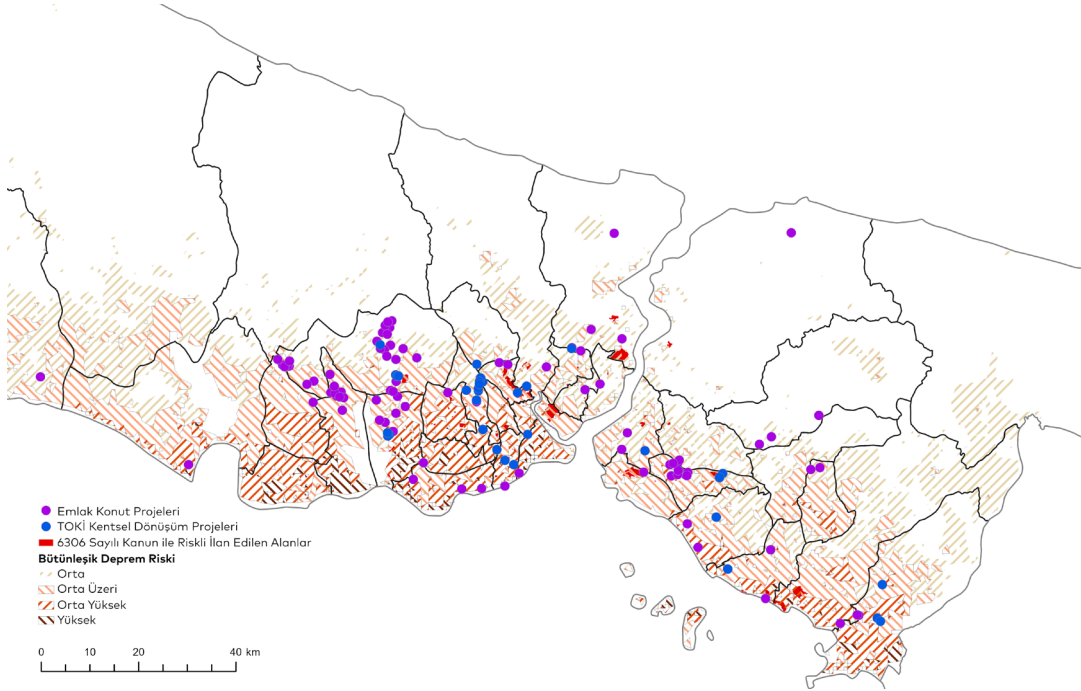 Emlak Konut Projeleri
TOKİ Kentsel Dönüşüm Projeleri
6306 Sayılı Kanun ile Riskli İlan Edilen Alanlar
Bütünleşik Deprem Riski
Orta
Orta Üzeri
Orta Yüksek
Yüksek
0 10 20 40 km